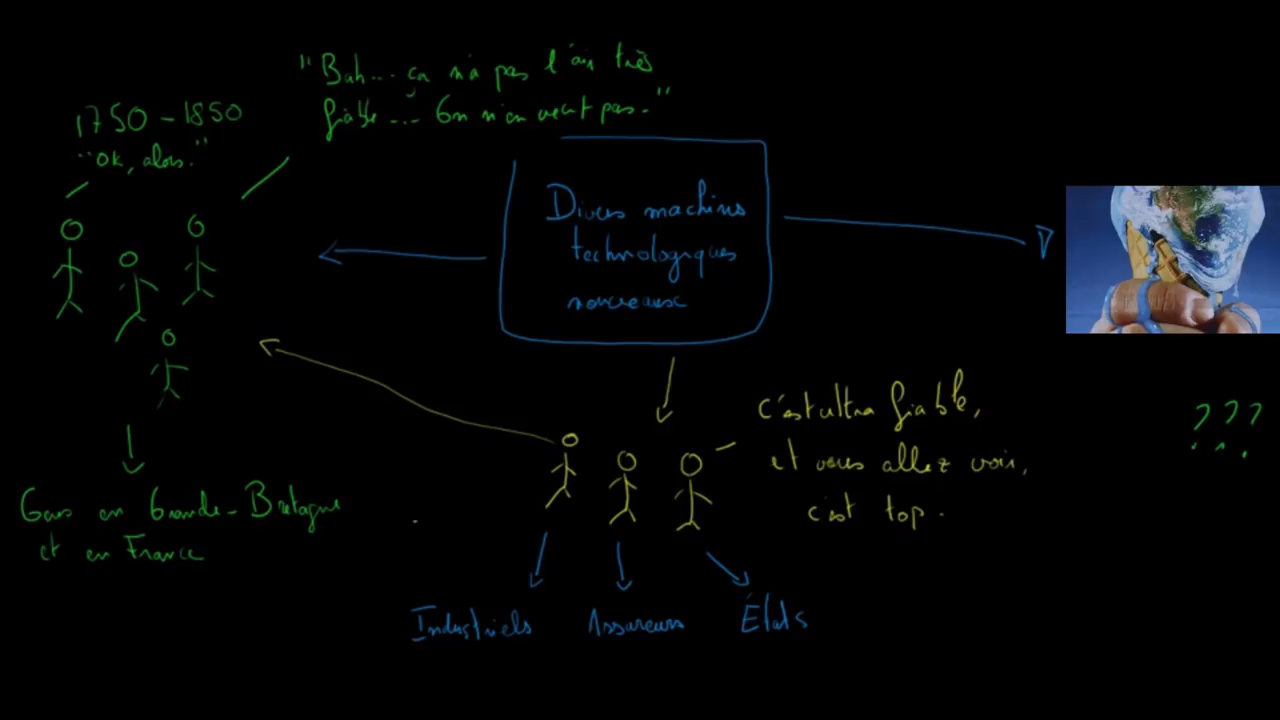 "Bah... ça n'a pas l'air très
fiable... On n'en veut pas."
1750 - 1850
"OK, alors."
Divers machins
technologiques
nouveaux
c'est ultra fiable,
et vous allez voir,
c'est top.
???
Gens en Grande-Bretagne
et en France
Industriels Assureurs États